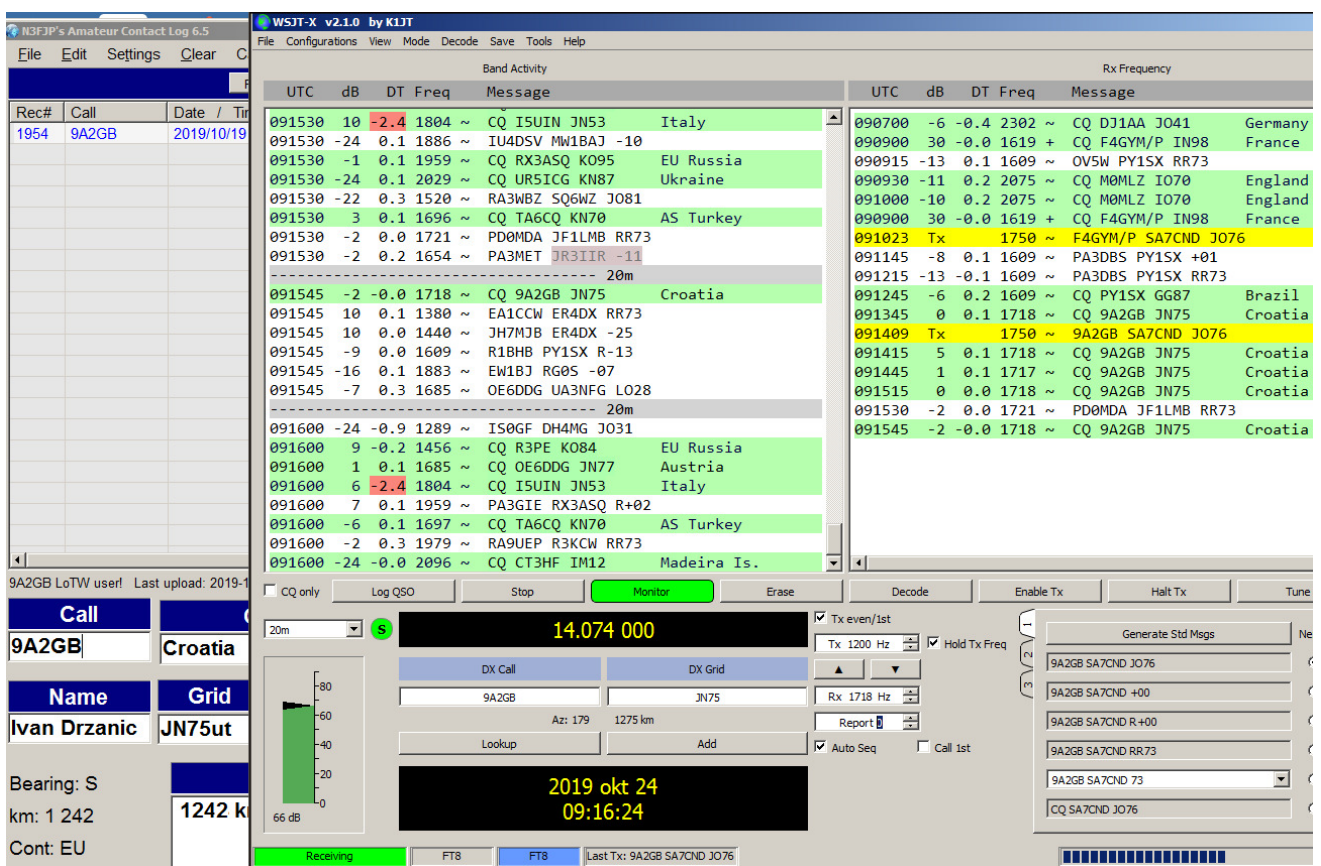 N3FJP's Amateur Contact Log 6.5
File Edit Settings Clear C
Rec# Call Date / Tir
1954 9A2GB 2019/10/19
9A2GB LoTW user! Last upload: 2019-1
Call
9A2GB Croatia
Name Grid
Ivan Drzanic JN75ut
Bearing: S
km: 1 242 1242 k
Cont: EU
WSJT-X v2.1.0 by K1JT
File Configurations View Mode Decode Save Tools Help
Band Activity
UTC dB DT Freq Message
091530 10 -2.4 1804 ~ CQ I5UIN JN53 Italy
091530 -24 0.1 1886 ~ IU4DSV MW1BAJ -10
091530 -1 0.1 1959 ~ CQ RX3ASQ KO95 EU Russia
091530 -24 0.1 2029 ~ CQ UR5ICG KN87 Ukraine
091530 -22 0.3 1520 ~ RA3WBZ SQ6WZ JO81
091530 3 0.1 1696 ~ CQ TA6CQ KN70 AS Turkey
091530 -2 0.0 1721 ~ PD0MDA JF1LMB RR73
091530 -2 0.2 1654 ~ PA3MET JR3IIR -11
------------------------------------ 20m
091545 -2 -0.0 1718 ~ CQ 9A2GB JN75 Croatia
091545 10 0.1 1380 ~ EA1CCW ER4DX RR73
091545 10 0.0 1440 ~ JH7MJB ER4DX -25
091545 -9 0.0 1609 ~ R1BHB PY1SX R-13
091545 -16 0.1 1883 ~ EW1BJ RG0S -07
091545 -7 0.3 1685 ~ OE6DDG UA3NFG LO28
------------------------------------ 20m
091600 -24 -0.9 1289 ~ IS0GF DH4MG JO31
091600 9 -0.2 1456 ~ CQ R3PE KO84 EU Russia
091600 1 0.1 1685 ~ CQ OE6DDG JN77 Austria
091600 6 -2.4 1804 ~ CQ I5UIN JN53 Italy
091600 7 0.1 1959 ~ PA3GIE RX3ASQ R+02
091600 -6 0.1 1697 ~ CQ TA6CQ KN70 AS Turkey
091600 -2 0.3 1979 ~ RA9UEP R3KCW RR73
091600 -24 -0.0 2096 ~ CQ CT3HF IM12 Madeira Is.
Rx Frequency
UTC dB DT Freq Message
090700 -6 -0.4 2302 ~ CQ DJ1AA JO41 Germany
090900 30 -0.0 1619 + CQ F4GYM/P IN98 France
090915 -13 0.1 1609 ~ OV5W PY1SX RR73
090930 -11 0.2 2075 ~ CQ M0MLZ IO70 England
091000 -10 0.2 2075 ~ CQ M0MLZ IO70 England
090900 30 -0.0 1619 + CQ F4GYM/P IN98 France
091023 Tx 1750 ~ F4GYM/P SA7CND JO76
091145 -8 0.1 1609 ~ PA3DBS PY1SX +01
091215 -13 -0.1 1609 ~ PA3DBS PY1SX RR73
091245 -6 0.2 1609 ~ CQ PY1SX GG87 Brazil
091345 0 0.1 1718 ~ CQ 9A2GB JN75 Croatia
091409 Tx 1750 ~ 9A2GB SA7CND JO76
091415 5 0.1 1718 ~ CQ 9A2GB JN75 Croatia
091445 1 0.1 1717 ~ CQ 9A2GB JN75 Croatia
091515 0 0.0 1718 ~ CQ 9A2GB JN75 Croatia
091530 -2 0.0 1721 ~ PD0MDA JF1LMB RR73
091545 -2 -0.0 1718 ~ CQ 9A2GB JN75 Croatia
CQ only Log QSO Stop Monitor Erase Decode Enable Tx Halt Tx Tune
20m S 14.074 000
Tx even/1st
Tx 1200 Hz Hold Tx Freq
DX Call DX Grid
9A2GB JN75
Rx 1718 Hz
Az: 179 1275 km
Report 0
Lookup Add
Auto Seq Call 1st
2019 okt 24
09:16:24
-80
-60
-40
-20
-0
66 dB
1
2
3
Generate Std Msgs Ne
9A2GB SA7CND JO76
9A2GB SA7CND +00
9A2GB SA7CND R+00
9A2GB SA7CND RR73
9A2GB SA7CND 73
CQ SA7CND JO76
Receiving FT8 FT8 Last Tx: 9A2GB SA7CND JO76